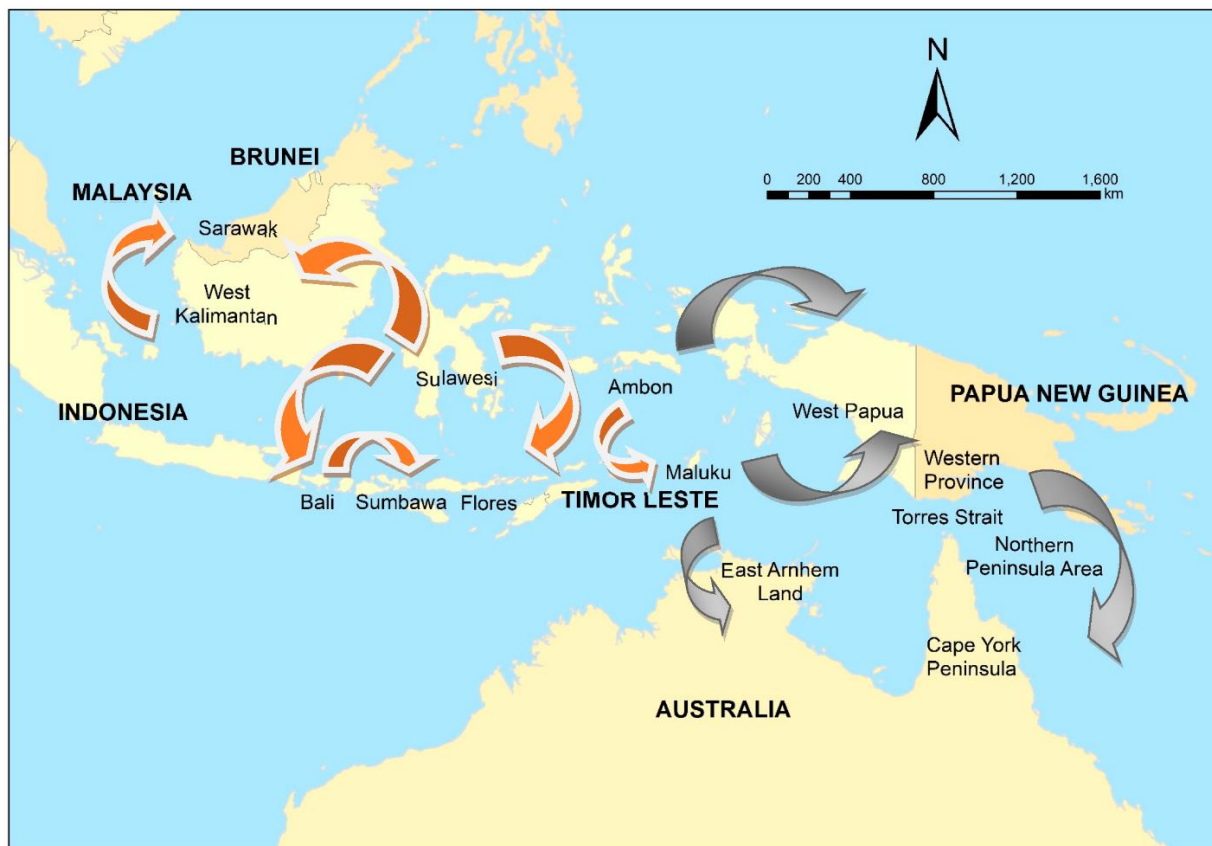 N
0 200 400 800 1,200 1,600
km
BRUNEI
MALAYSIA
Sarawak
West
Kalimantan
INDONESIA
Sulawesi
Ambon
West Papua
PAPUA NEW GUINEA
Bali
Sumbawa
Flores
TIMOR LESTE
Maluku
Western
Province
Torres Strait
Northern
Peninsula Area
East Arnhem
Land
Cape York
Peninsula
AUSTRALIA